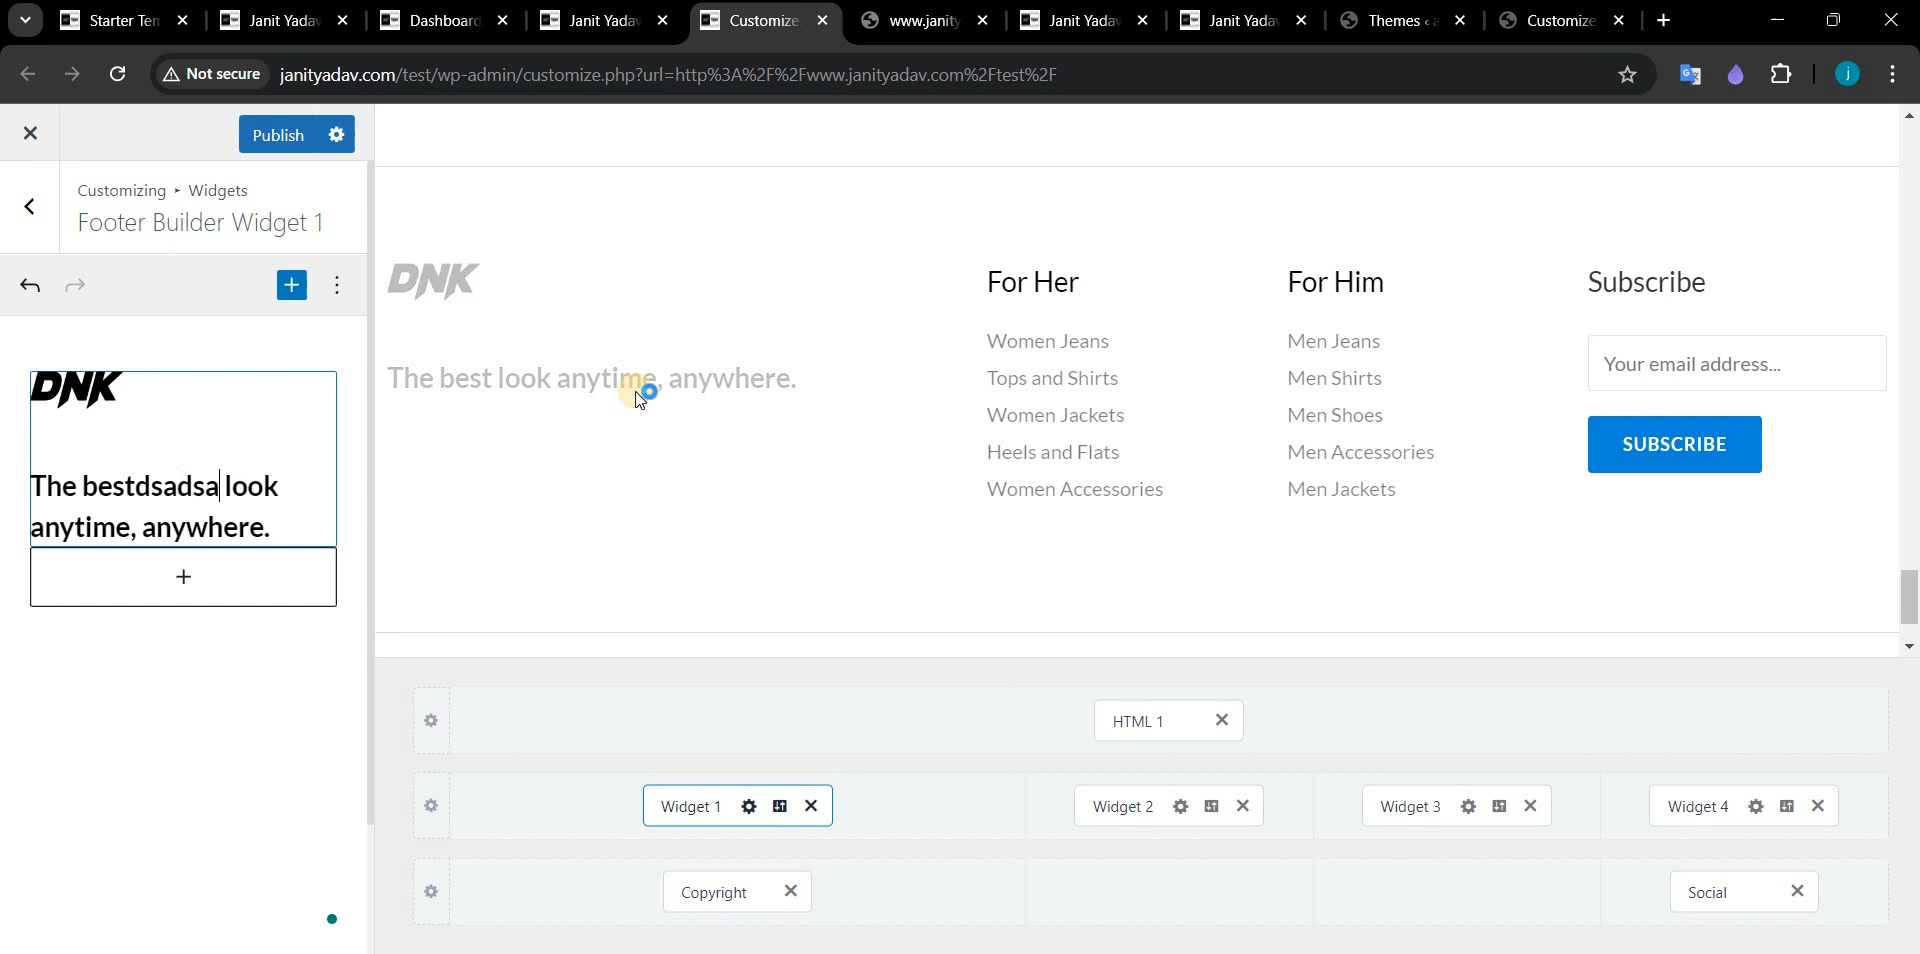 Starter Ten
Janit Yadav
Dashboard
Janit Yadav
Customize
www.janity
Janit Yadav
Janit Yadav
Themes ‹ a
Customize
Not secure
janityadav.com/test/wp-admin/customize.php?url=http%3A%2F%2Fwww.janityadav.com%2Ftest%2F
j
Publish
Customizing ▸ Widgets
Footer Builder Widget 1
DNK
The bestdsadsa look
anytime, anywhere.
DNK
The best look anytime, anywhere.
For Her
Women Jeans
Tops and Shirts
Women Jackets
Heels and Flats
Women Accessories
For Him
Men Jeans
Men Shirts
Men Shoes
Men Accessories
Men Jackets
Subscribe
Your email address...
SUBSCRIBE
HTML 1
Widget 1
Widget 2
Widget 3
Widget 4
Copyright
Social